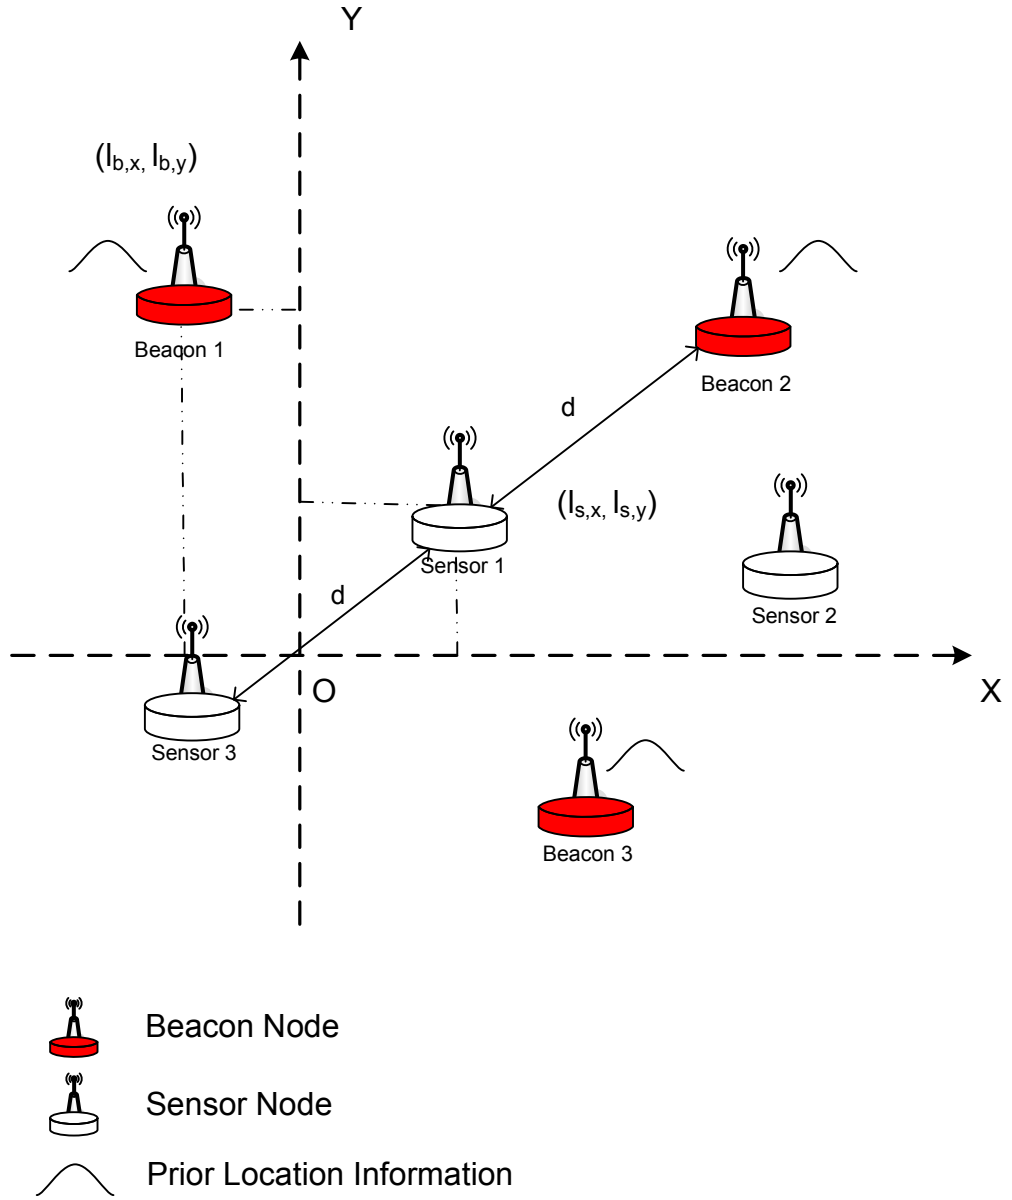 Y
(l_b,x, l_b,y)
Beacon 1
Beacon 2
d
(l_s,x, l_s,y)
Sensor 1
d
Sensor 2
X
O
Sensor 3
Beacon 3
Beacon Node
Sensor Node
Prior Location Information